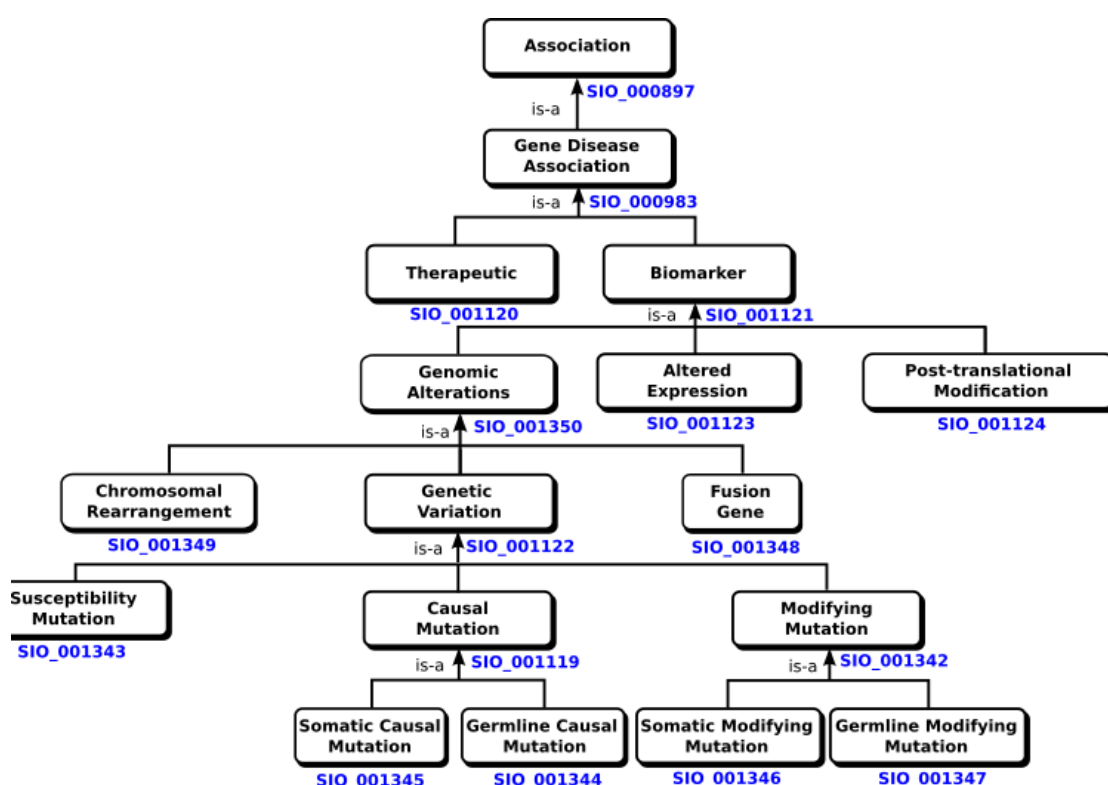 Association
SIO_000897
is-a
Gene Disease
Association
SIO_000983
is-a
Therapeutic
SIO_001120
Biomarker
SIO_001121
is-a
Genomic
Alterations
SIO_001350
is-a
Altered
Expression
SIO_001123
Post-translational
Modification
SIO_001124
Chromosomal
Rearrangement
SIO_001349
Genetic
Variation
SIO_001122
is-a
Fusion
Gene
SIO_001348
Susceptibility
Mutation
SIO_001343
Causal
Mutation
SIO_001119
is-a
Modifying
Mutation
SIO_001342
is-a
Somatic Causal
Mutation
SIO_001345
Germline Causal
Mutation
SIO_001344
Somatic Modifying
Mutation
SIO_001346
Germline Modifying
Mutation
SIO_001347